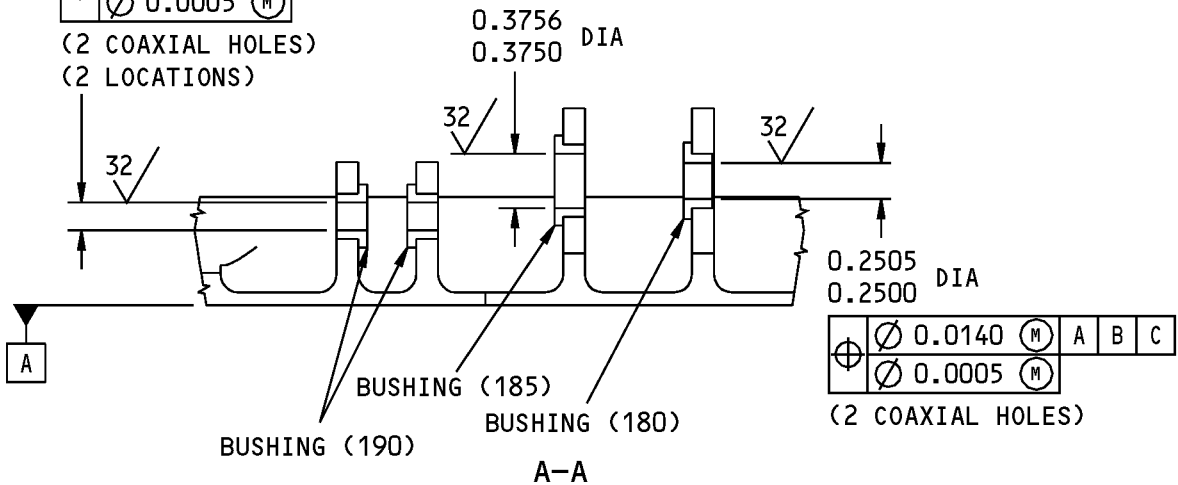 Ø 0.0005 Ⓜ
(2 COAXIAL HOLES)
(2 LOCATIONS)
0.3756
0.3750 DIA
32
32
32
0.2505
0.2500 DIA
Ø 0.0140 Ⓜ A B C
Ø 0.0005 Ⓜ
(2 COAXIAL HOLES)
A
BUSHING (185)
BUSHING (180)
BUSHING (190)
A-A